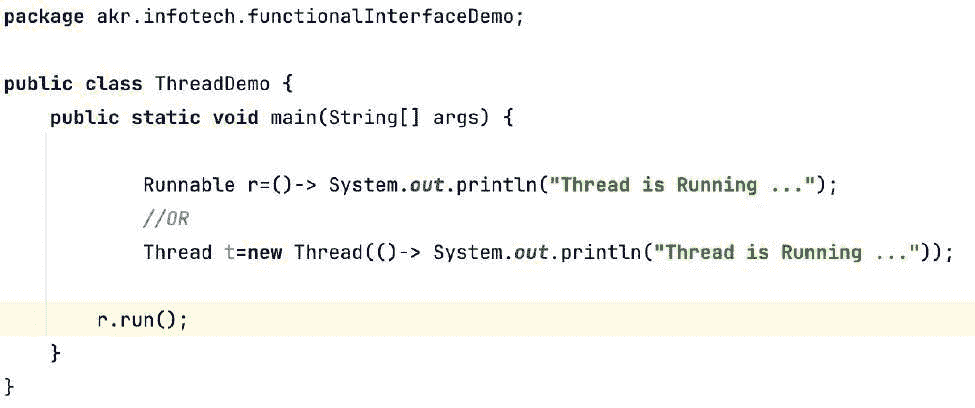 package akr.infotech.functionalInterfaceDemo;
public class ThreadDemo {
public static void main(String[] args) {
Runnable r=()-> System.out.println("Thread is Running ...");
//OR
Thread t=new Thread(()-> System.out.println("Thread is Running ..."));
r.run();
}
}